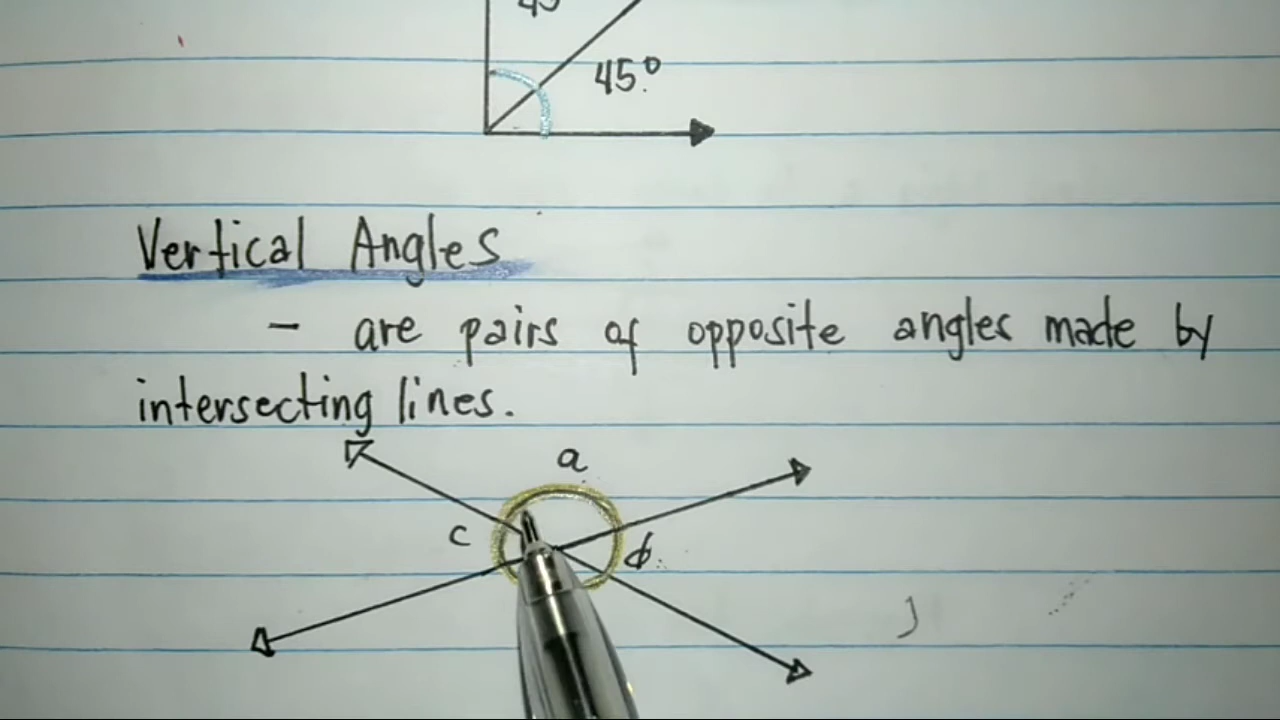 45°
Vertical Angles
- are pairs of opposite angles made by
intersecting lines.
a
c